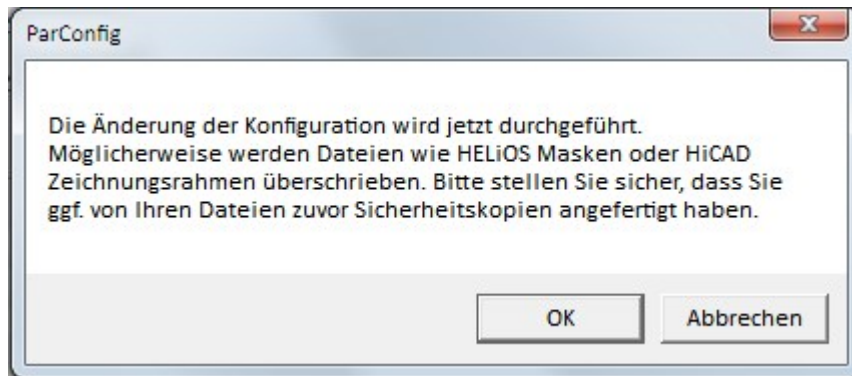 ParConfig
Die Änderung der Konfiguration wird jetzt durchgeführt.
Möglicherweise werden Dateien wie HELiOS Masken oder HiCAD
Zeichnungsrahmen überschrieben. Bitte stellen Sie sicher, dass Sie
ggf. von Ihren Dateien zuvor Sicherheitskopien angefertigt haben.
OK
Abbrechen